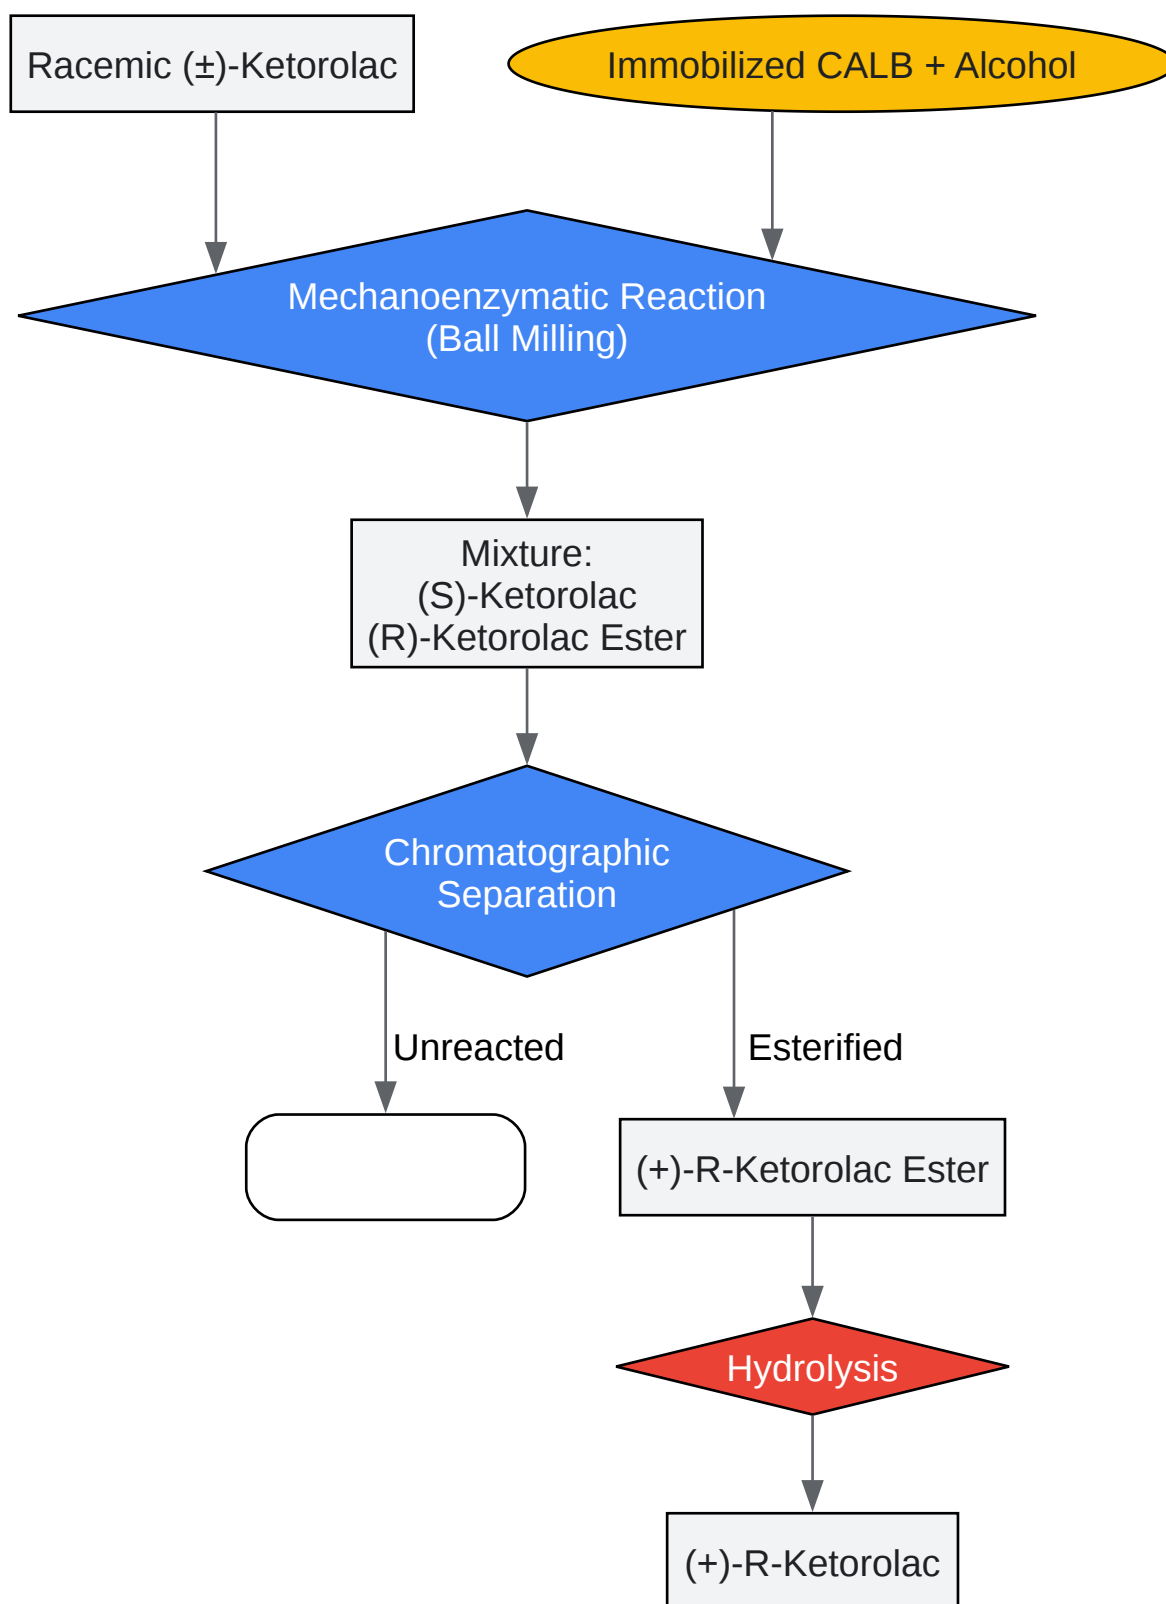 Racemic (±)-Ketorolac
Immobilized CALB + Alcohol
Mechanoenzymatic Reaction
(Ball Milling)
Mixture:
(S)-Ketorolac
(R)-Ketorolac Ester
Chromatographic
Separation
Unreacted
Esterified
(+)-R-Ketorolac Ester
Hydrolysis
(+)-R-Ketorolac